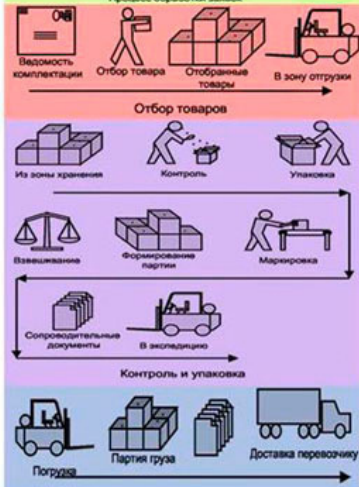 Ведомость
комплектации
Отбор товара
Отобранные
товары
В зону отгрузки
Отбор товаров
Из зоны хранения
Контроль
Упаковка
Взвешивание
Формирование
партии
Маркировка
Сопроводительные
документы
В экспедицию
Контроль и упаковка
Погрузка
Партия груза
Доставка перевозчику